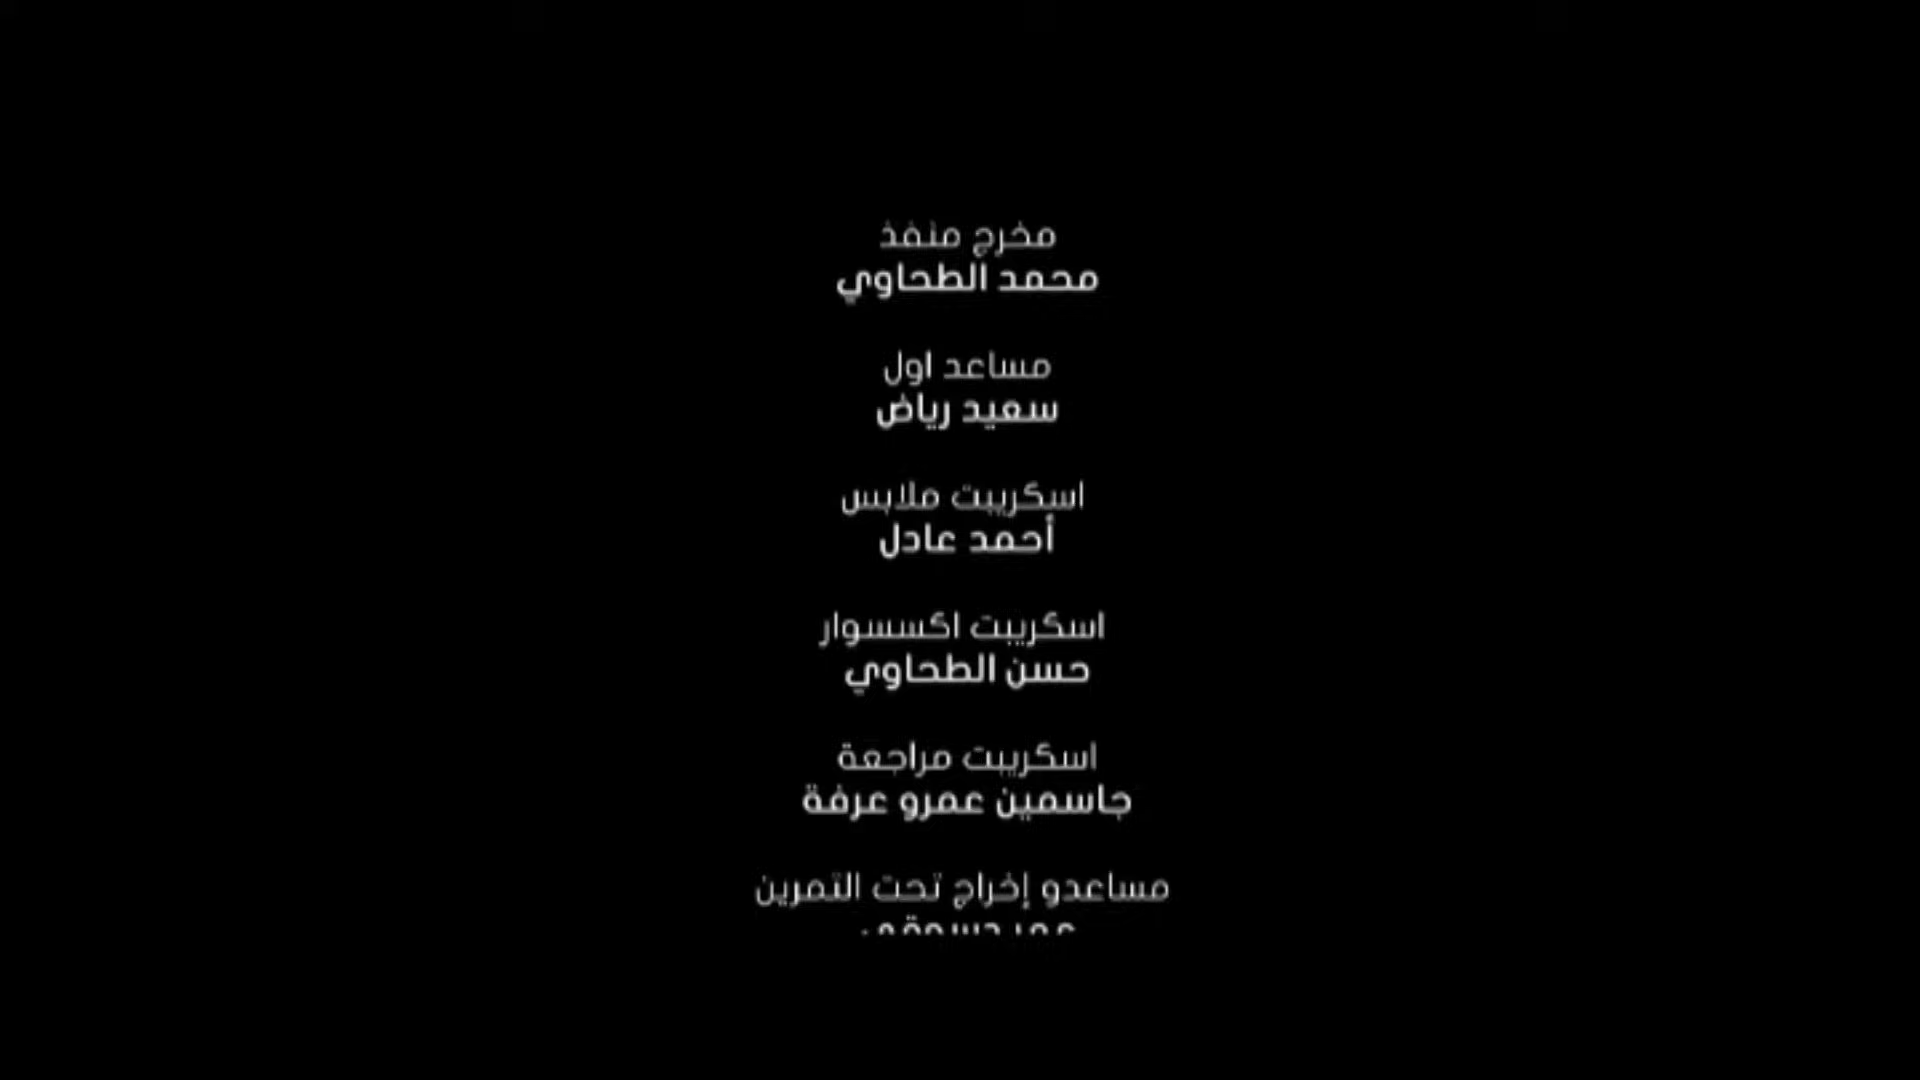 مخرج منفذ
محمد الطحاوي
مساعد اول
سعيد رياض
اسكريبت ملابس
أحمد عادل
اسكريبت اكسسوار
حسن الطحاوي
اسكريبت مراجعة
جاسمين عمرو عرفة
مساعدو إخراج تحت التمرين